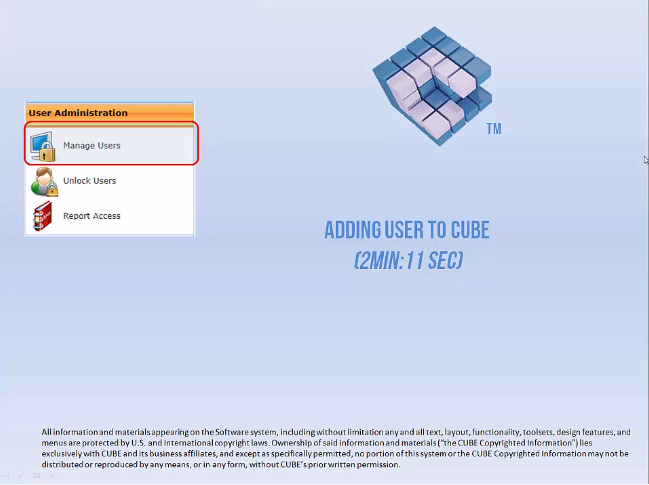 User Administration
Manage Users
Unlock Users
Report Access
TM
ADDING USER TO CUBE
(2MIN:11 SEC)
All information and materials appearing on the Software system, including without limitation any and all text, layout, functionality, toolsets, design features, and
menus are protected by U.S. and International copyright laws. Ownership of said information and materials ("the CUBE Copyrighted Information") lies
exclusively with CUBE and its business affiliates, and except as specifically permitted, no portion of this system or the CUBE Copyrighted Information may not be
distributed or reproduced by any means, or in any form, without CUBE's prior written permission.